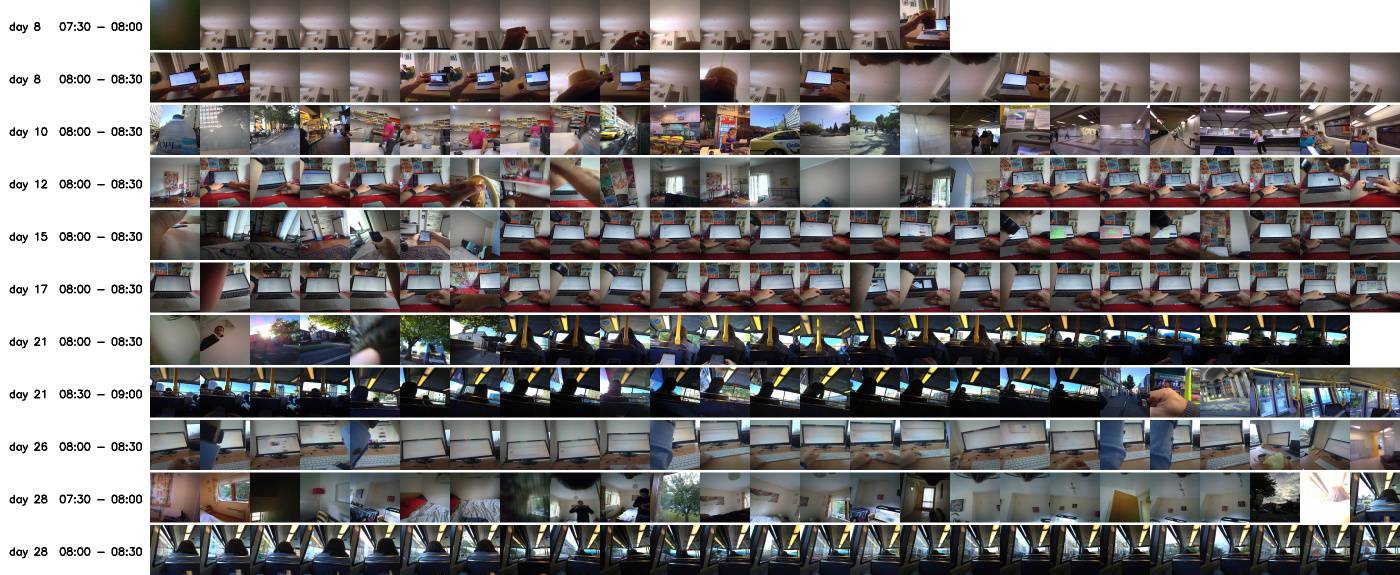 day 8 07:30 – 08:00
day 8 08:00 – 08:30
day 10 08:00 – 08:30
day 12 08:00 – 08:30
day 15 08:00 – 08:30
day 17 08:00 – 08:30
day 21 08:00 – 08:30
day 21 08:30 – 09:00
day 26 08:00 – 08:30
day 28 07:30 – 08:00
day 28 08:00 – 08:30